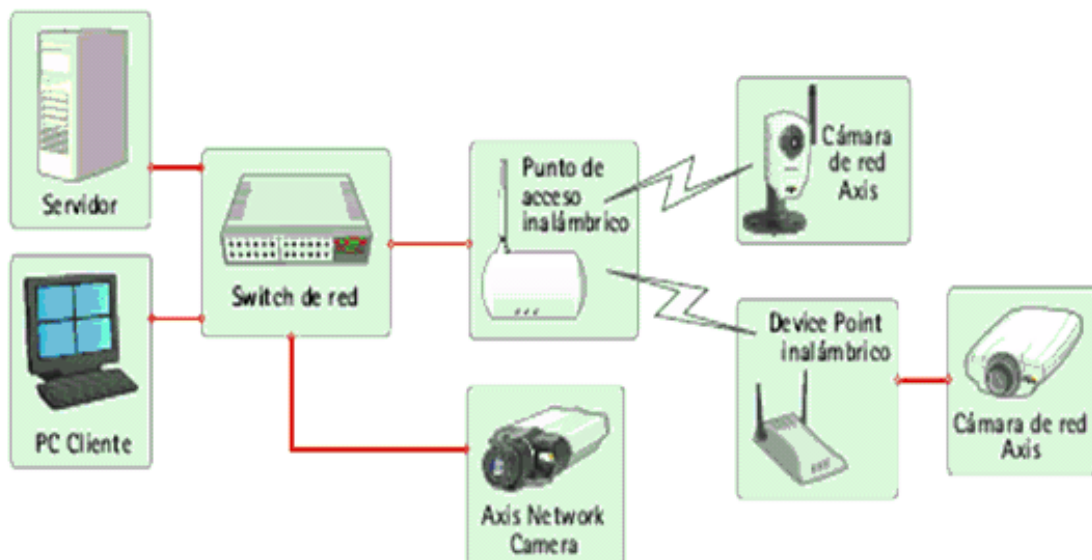 Servidor
PC Cliente
Switch de red
Punto de
acceso
inalámbrico
Axis Network
Camera
Cámara
de red
Axis
Device Point
inalámbrico
Cámara de red
Axis